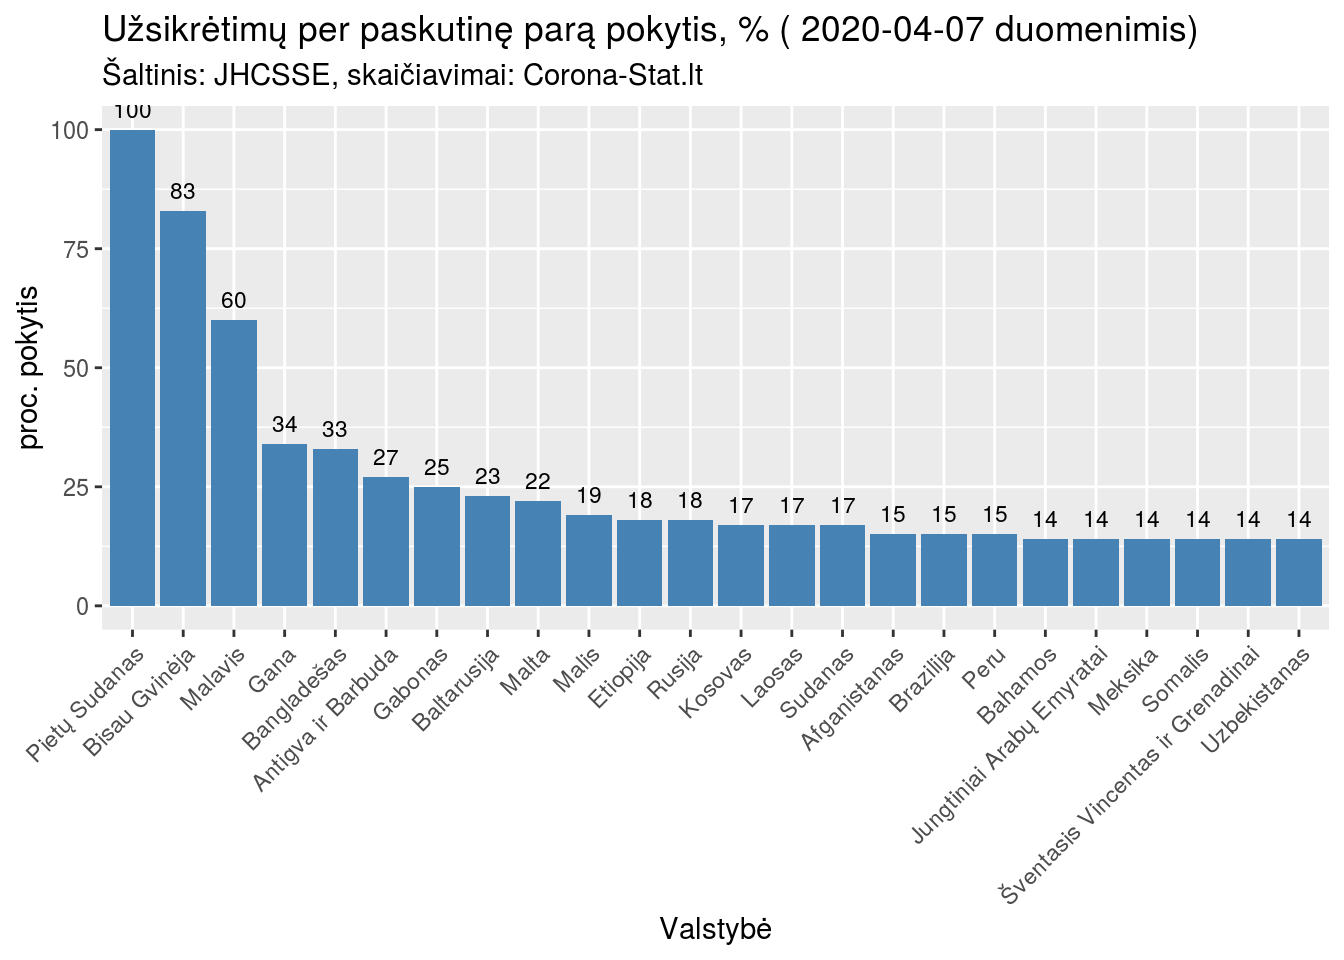 Užsikrėtimų per paskutinę parą pokytis, % ( 2020-04-07 duomenimis)
Šaltinis: JHCSSE, skaičiavimai: Corona-Stat.lt
proc. pokytis
100
75
50
25
0
100
83
60
34
33
27
25
23
22
19
18
18
17
17
17
15
15
15
14
14
14
14
14
14
Pietų Sudanas
Bisau Gvinėja
Malavis
Gana
Bangladešas
Antigva ir Barbuda
Gabonas
Baltarusija
Malta
Malis
Etiopija
Rusija
Kosovas
Laosas
Sudanas
Afganistanas
Brazilija
Peru
Bahamos
Jungtiniai Arabų Emyratai
Meksika
Somalis
Šventasis Vincentas ir Grenadinai
Uzbekistanas
Valstybė